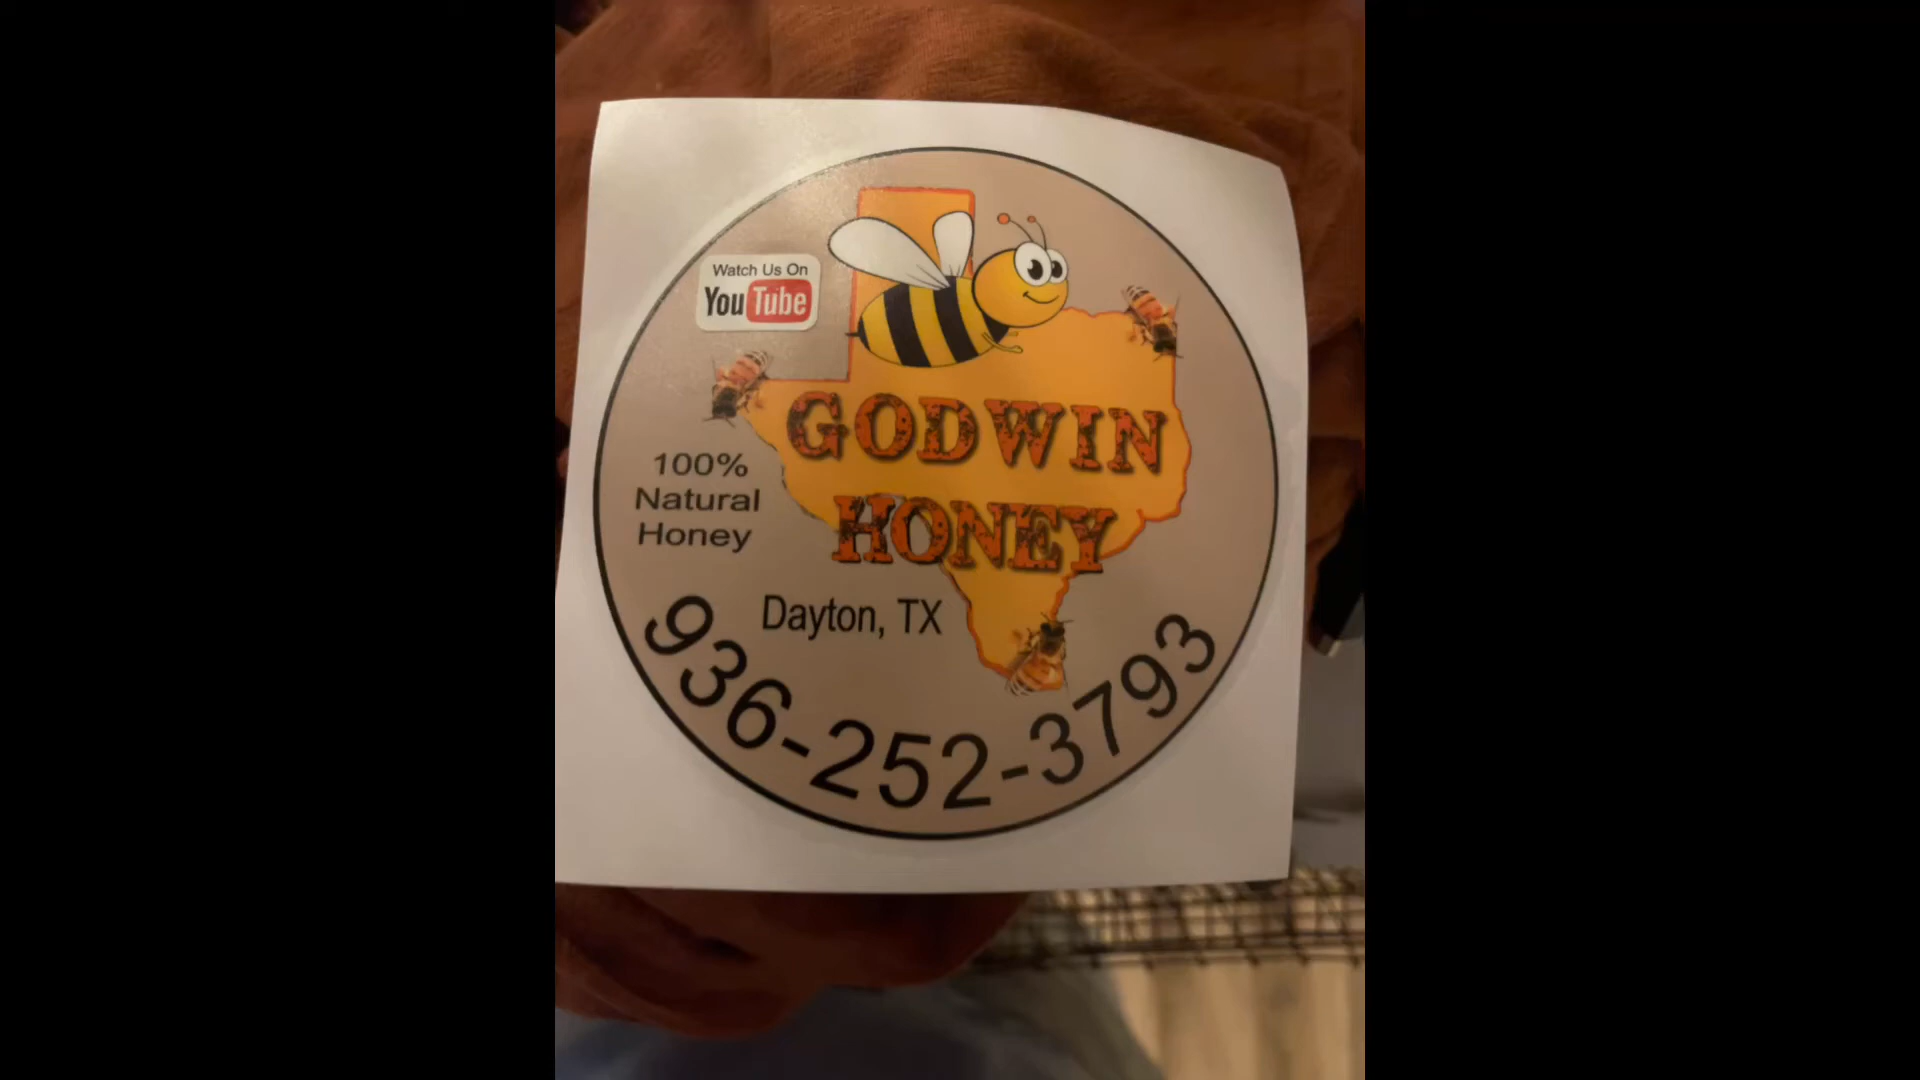 Watch Us On
YouTube
GODWIN
HONEY
100%
Natural
Honey
Dayton, TX
936-252-3793